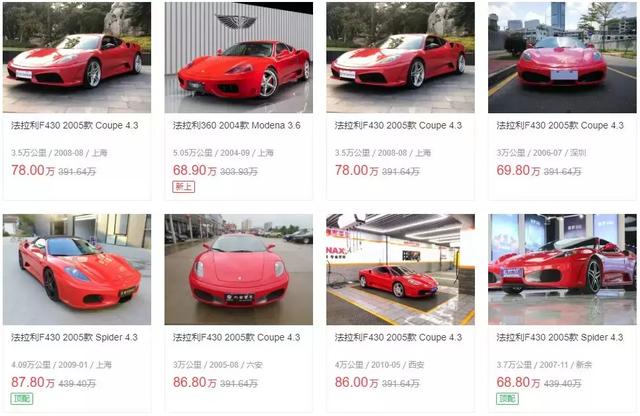 法拉利F430 2005款 Coupe 4.3
3.5万公里 / 2008-08 / 上海
78.00万 391.64万
法拉利360 2004款 Modena 3.6
5.05万公里 / 2004-09 / 上海
68.90万 303.93万
新上
法拉利F430 2005款 Coupe 4.3
3.5万公里 / 2008-08 / 上海
78.00万 391.64万
法拉利F430 2005款 Coupe 4.3
3万公里 / 2006-07 / 深圳
69.80万 391.64万
法拉利F430 2005款 Spider 4.3
4.09万公里 / 2009-01 / 上海
87.80万 439.40万
顶配
法拉利F430 2005款 Coupe 4.3
3万公里 / 2005-08 / 六安
86.80万 391.64万
法拉利F430 2005款 Coupe 4.3
4万公里 / 2010-05 / 西安
86.00万 391.64万
法拉利F430 2005款 Spider 4.3
3.7万公里 / 2007-11 / 新余
68.80万 439.40万
顶配